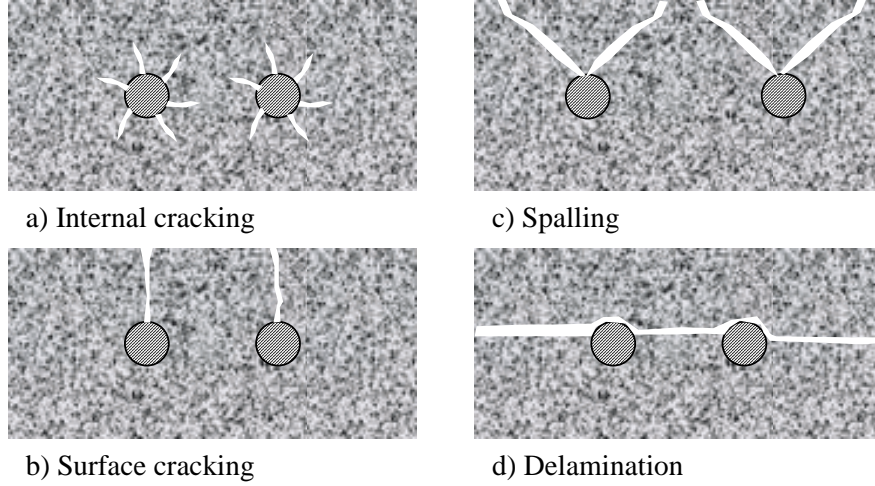 a) Internal cracking
c) Spalling
b) Surface cracking
d) Delamination